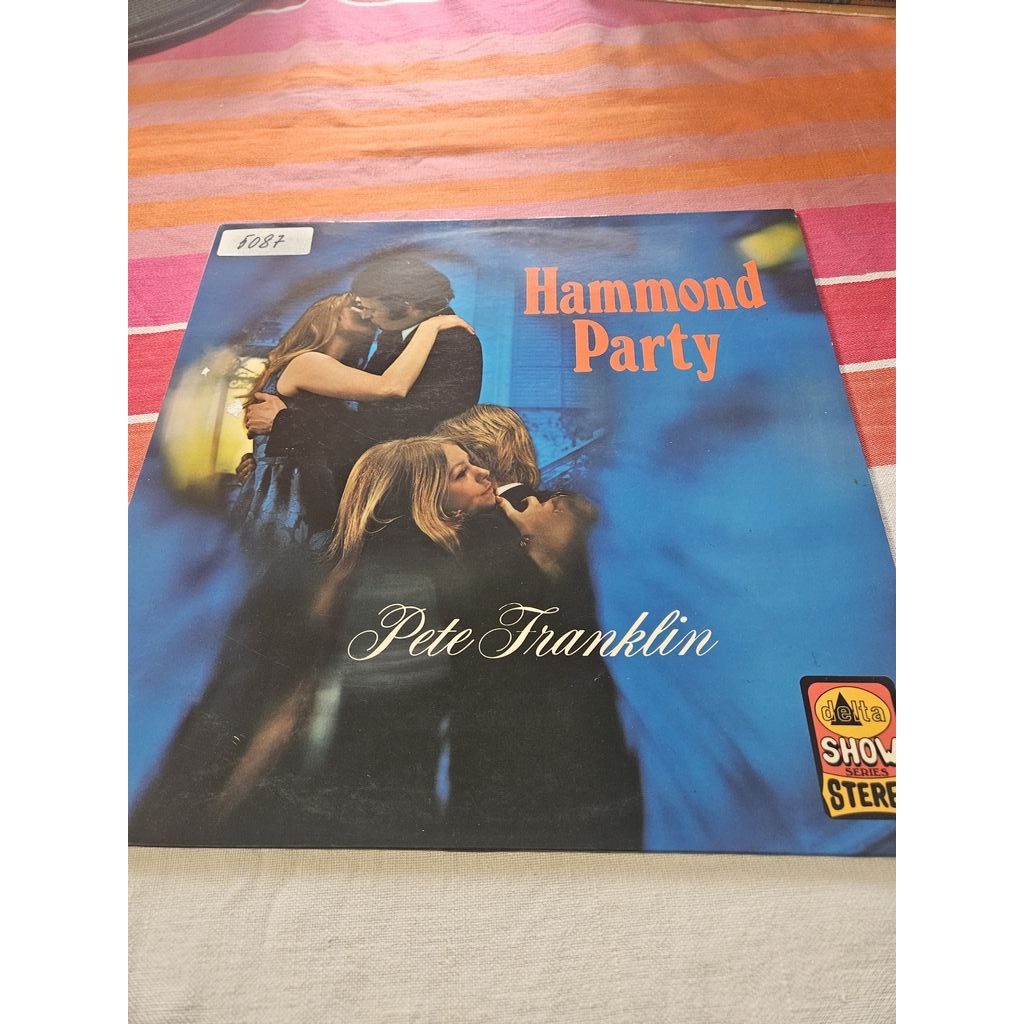 5087
Hammond
Party
Pete Franklin
delta
SHOW
SERIES
STERE